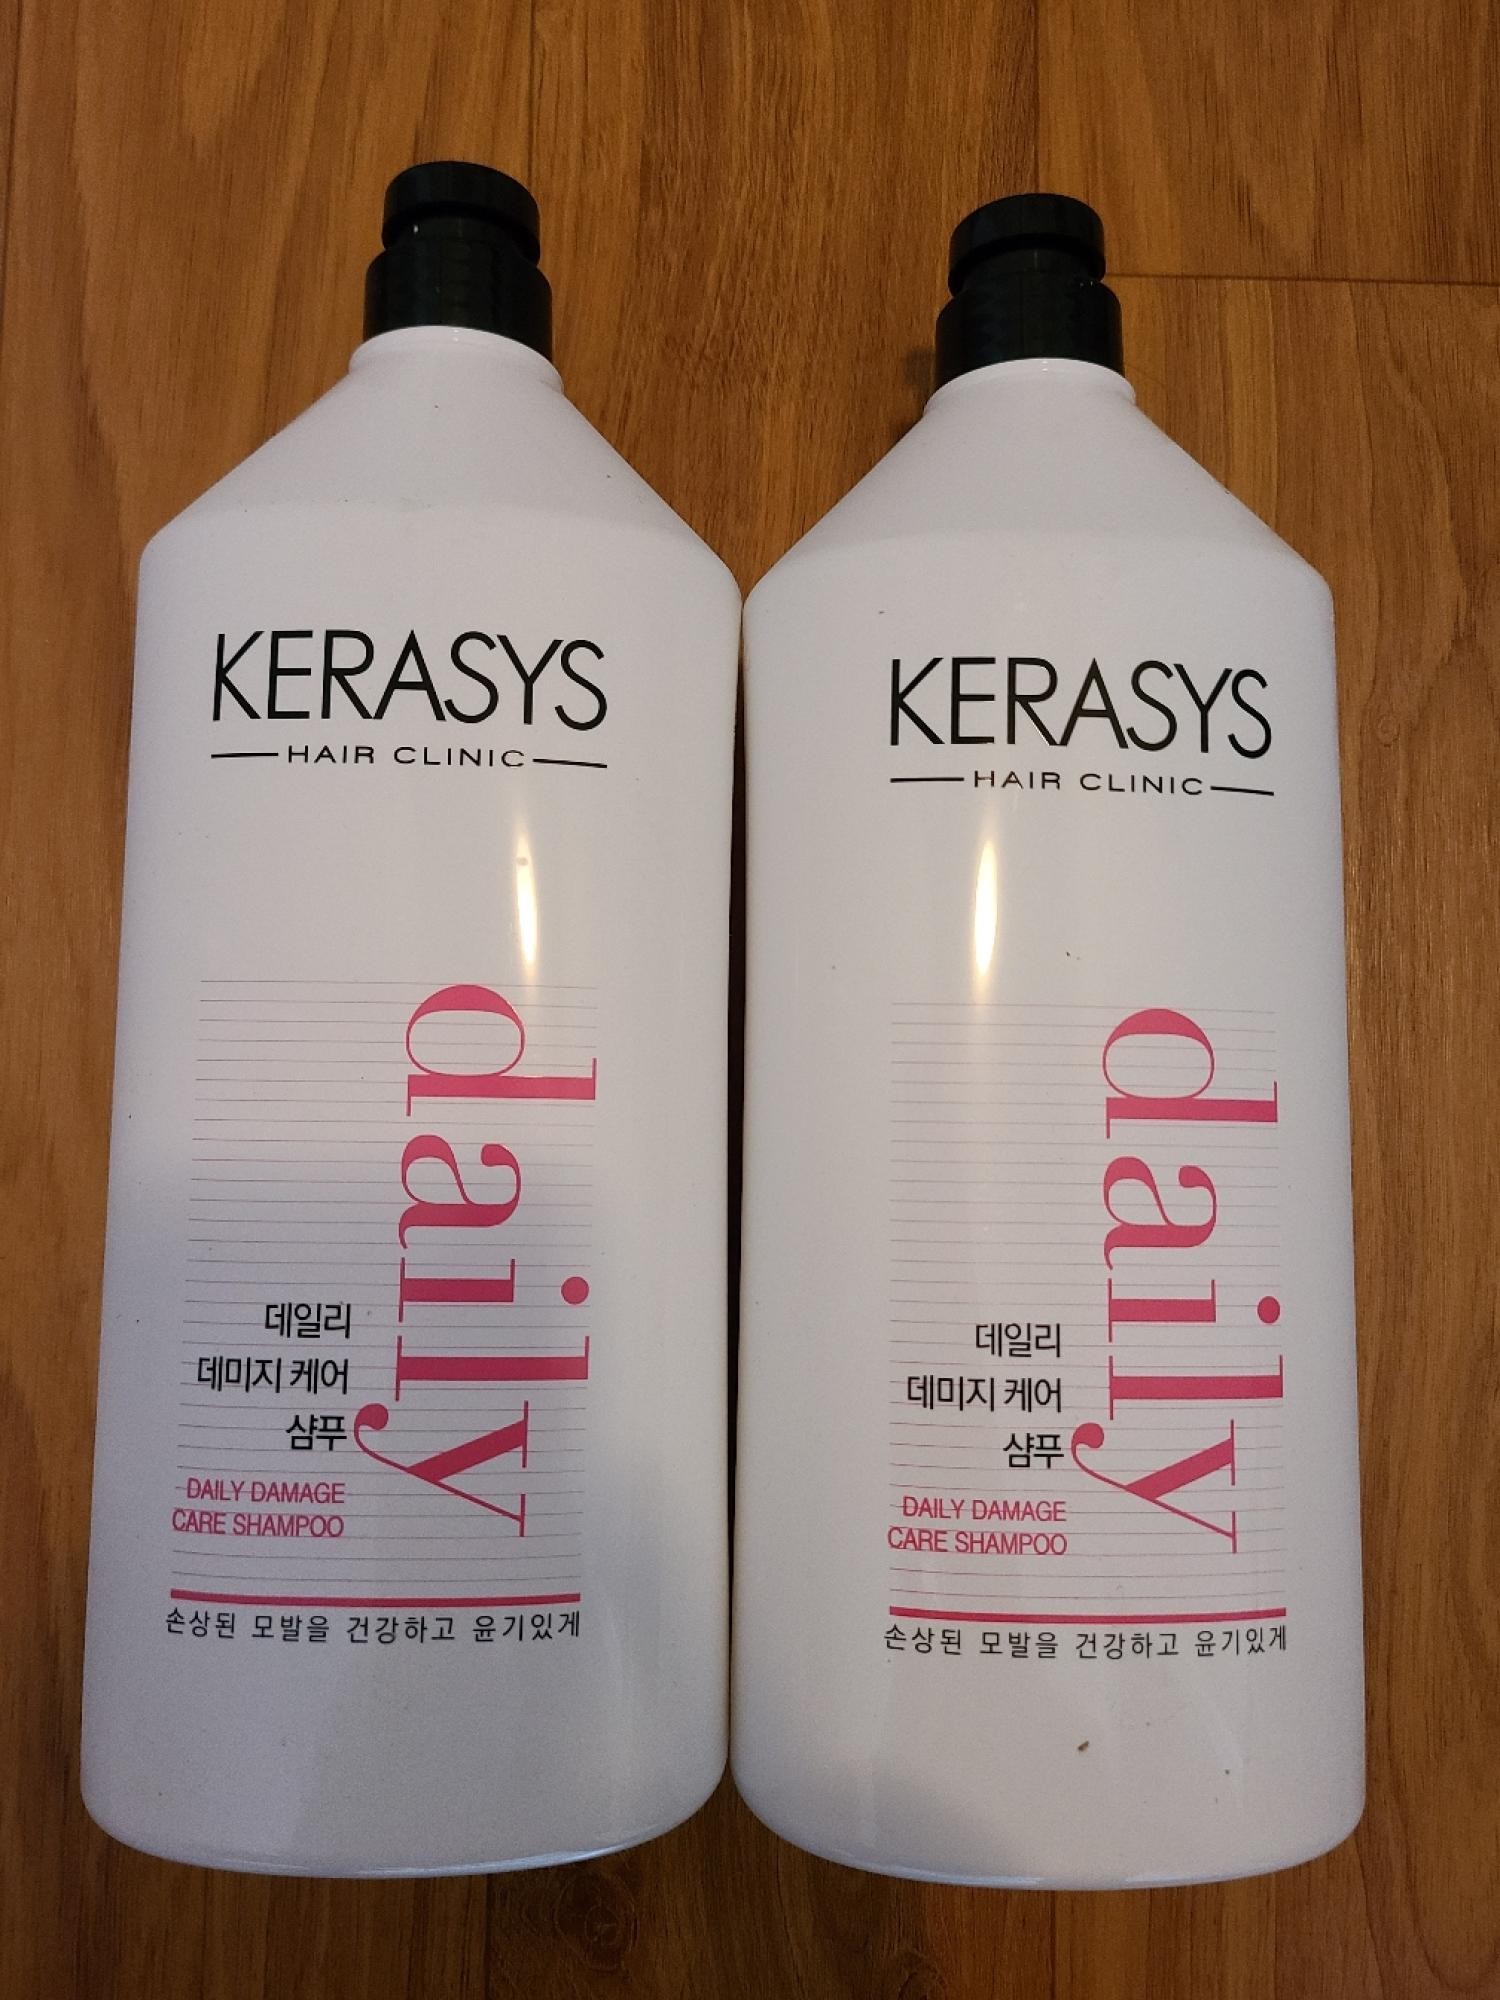 KERASYS
HAIR CLINIC
daily
데일리
데미지 케어
샴푸
DAILY DAMAGE
CARE SHAMPOO
손상된 모발을 건강하고 윤기있게
KERASYS
HAIR CLINIC
daily
데일리
데미지 케어
샴푸
DAILY DAMAGE
CARE SHAMPOO
손상된 모발을 건강하고 윤기있게